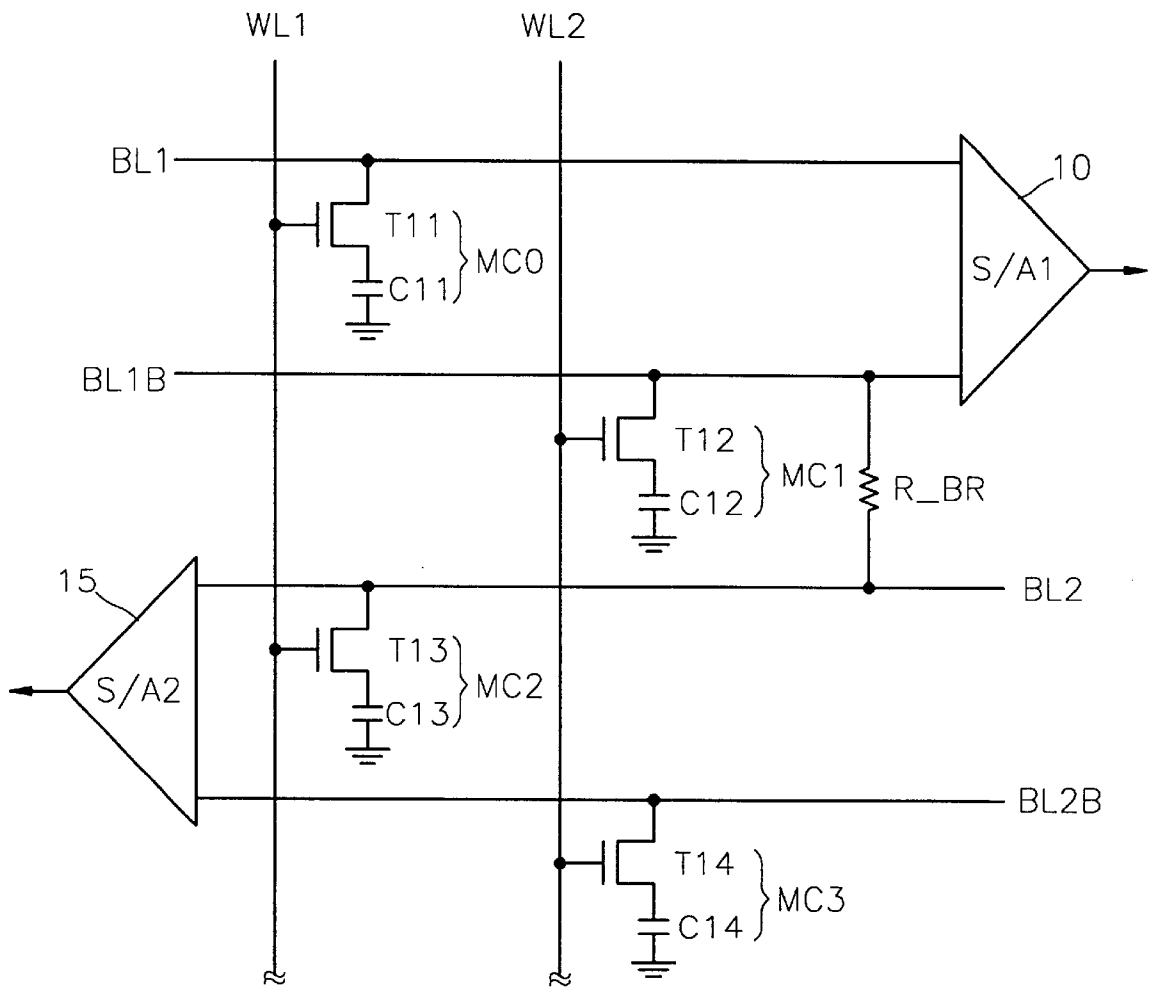 WL1 WL2
BL1
10
T11
MC0
C11
S/A1
BL1B
T12
MC1
C12
R_BR
15
BL2
T13
S/A2
MC2
C13
BL2B
T14
MC3
C14